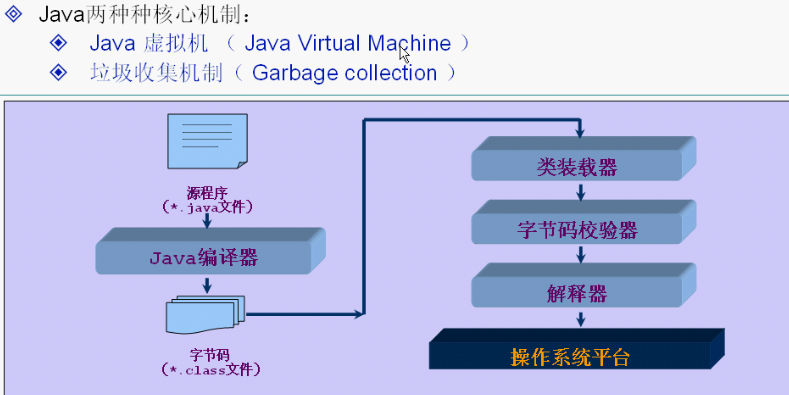 Java两种种核心机制：
Java 虚拟机 （ Java Virtual Machine ）
垃圾收集机制（ Garbage collection ）
源程序
（*.java文件）
Java编译器
字节码
（*.class文件）
类装载器
字节码校验器
解释器
操作系统平台